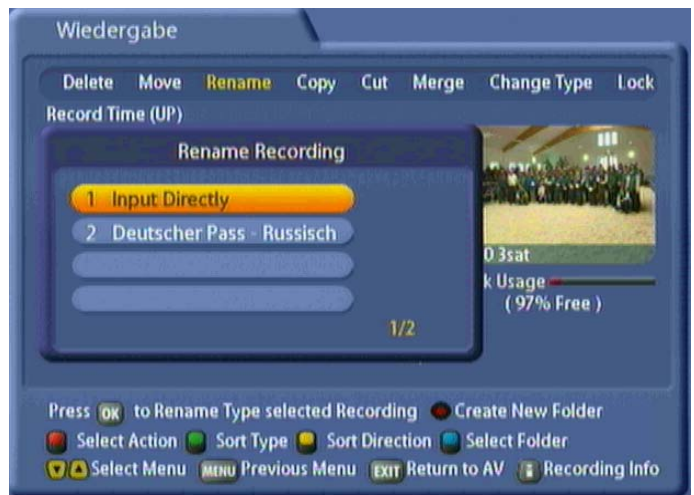 Wiedergabe
Delete Move Rename Copy Cut Merge Change Type Lock
Record Time (UP)
Rename Recording
1 Input Directly
2 Deutscher Pass - Russisch
1/2
0 3sat
k Usage
( 97% Free )
Press OK to Rename Type selected Recording Create New Folder
Select Action Sort Type Sort Direction Select Folder
Select Menu MENU Previous Menu EXIT Return to AV i Recording Info